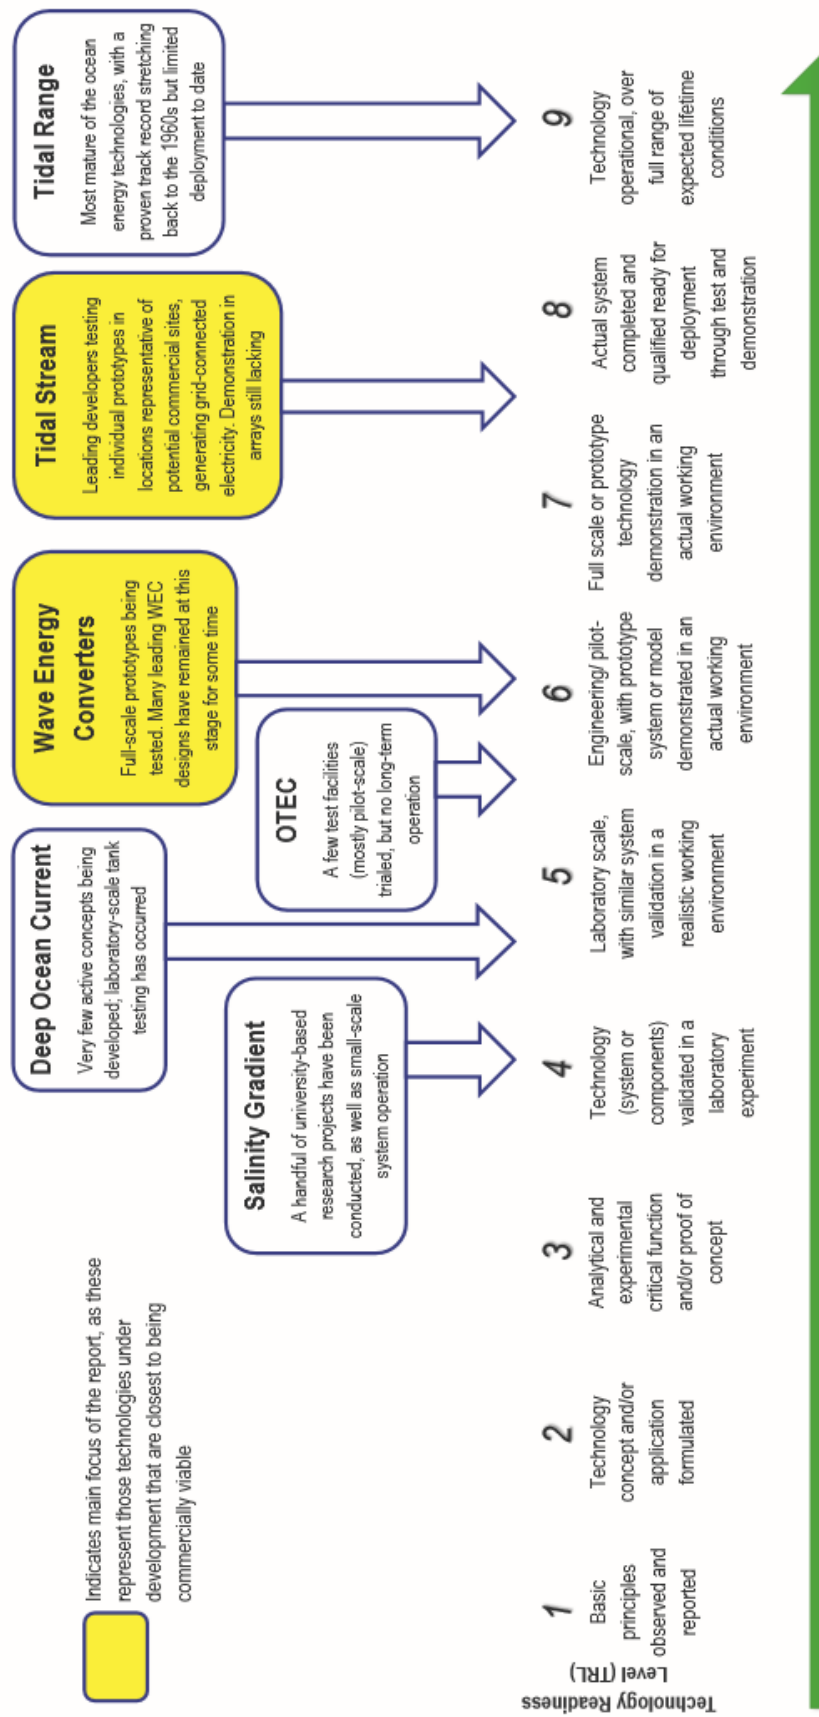 Indicates main focus of the report, as these
represent those technologies under
development that are closest to being
commercially viable
Deep Ocean Current
Very few active concepts being
developed; laboratory-scale tank
testing has occurred
Wave Energy
Converters
Full-scale prototypes being
tested. Many leading WEC
designs have remained at this
stage for some time
Tidal Stream
Leading developers testing
individual prototypes in
locations representative of
potential commercial sites,
generating grid-connected
electricity. Demonstration in
arrays still lacking
Tidal Range
Most mature of the ocean
energy technologies, with a
proven track record stretching
back to the 1960s but limited
deployment to date
Salinity Gradient
A handful of university-based
research projects have been
conducted, as well as small-scale
system operation
OTEC
A few test facilities
(mostly pilot-scale)
trialed, but no long-term
operation
Technology Readiness
Level (TRL)
1
Basic
principles
observed and
reported
2
Technology
concept and/or
application
formulated
3
Analytical and
experimental
critical function
and/or proof of
concept
4
Technology
(system or
components)
validated in a
laboratory
experiment
5
Laboratory scale,
with similar system
validation in a
realistic working
environment
6
Engineering/ pilot-
scale, with prototype
system or model
demonstrated in an
actual working
environment
7
Full scale or prototype
technology
demonstration in an
actual working
environment
8
Actual system
completed and
qualified ready for
deployment
through test and
demonstration
9
Technology
operational, over
full range of
expected lifetime
conditions